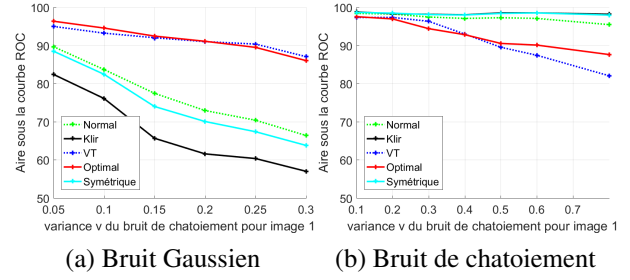 100
90
80
70
60
50
Aire sous la courbe ROC
Normal
Klir
VT
Optimal
Symétrique
0.05 0.1 0.15 0.2 0.25 0.3
variance v du bruit de chatoiement pour image 1
(a) Bruit Gaussien
100
90
80
70
60
50
Aire sous la courbe ROC
Normal
Klir
VT
Optimal
Symétrique
0.1 0.2 0.3 0.4 0.5 0.6 0.7
variance v du bruit de chatoiement pour image 1
(b) Bruit de chatoiement